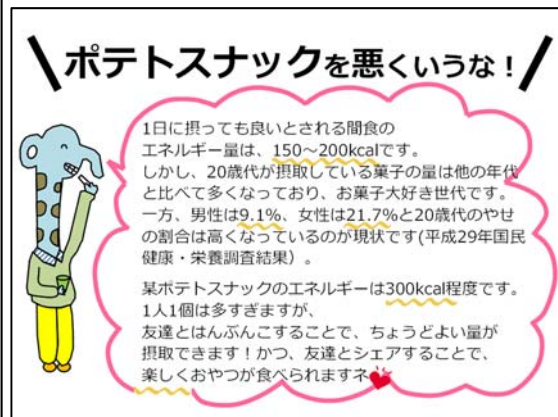 ポテトスナックを悪くいうな!
1日に摂っても良いとされる間食の
エネルギー量は、150~200kcalです。
しかし、20歳代が摂取している菓子の量は他の年代
と比べて多くなっており、お菓子大好き世代です。
一方、男性は9.1%、女性は21.7%と20歳代のやせ
の割合は高くなっているのが現状です(平成29年国民
健康・栄養調査結果)。
某ポテトスナックのエネルギーは300kcal程度です。
1人1個は多すぎますが、
友達とはんぶんこすることで、ちょうどよい量が
摂取できます!かつ、友達とシェアすることで、
楽しくおやつが食べられますネ